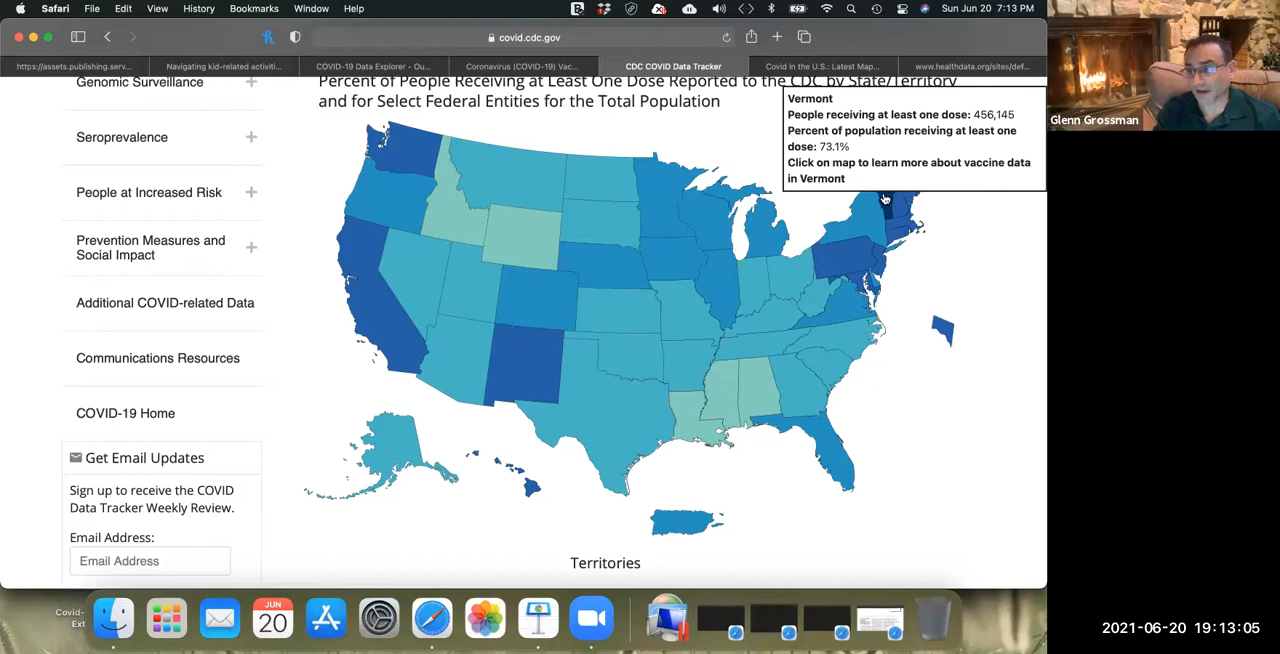 Safari File Edit View History Bookmarks Window Help
Sun Jun 20 7:13 PM
covid.cdc.gov
https://assets.publishing.serv...
Navigating kid-related activiti...
COVID-19 Data Explorer - Ou...
Coronavirus (COVID-19) Vac...
CDC COVID Data Tracker
Covid in the U.S.: Latest Map...
www.healthdata.org/sites/def...
Genomic Surveillance
Seroprevalence
People at Increased Risk
Prevention Measures and
Social Impact
Additional COVID-related Data
Communications Resources
COVID-19 Home
Get Email Updates
Sign up to receive the COVID
Data Tracker Weekly Review.
Email Address:
Email Address
Percent of People Receiving at Least One Dose Reported to the CDC by State/Territory
and for Select Federal Entities for the Total Population
Vermont
People receiving at least one dose: 456,145
Percent of population receiving at least one
dose: 73.1%
Click on map to learn more about vaccine data
in Vermont
Territories
Glenn Grossman
Covid-
Ext
JUN
20
2021-06-20 19:13:05